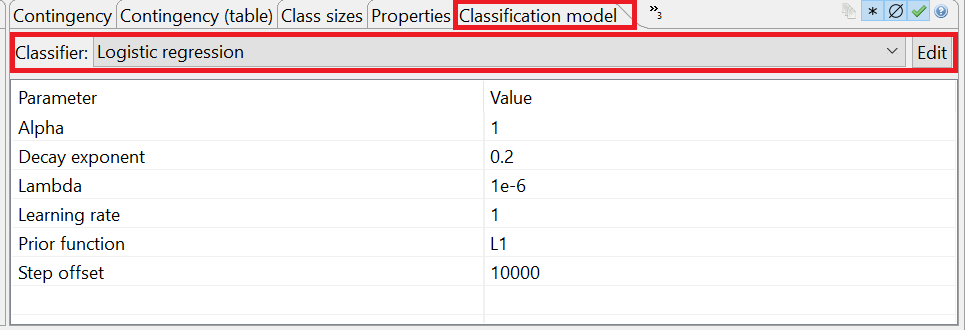 Contingency Contingency (table) Class sizes Properties Classification model »3 * Ø ?
Classifier: Logistic regression Edit
Parameter Value
Alpha 1
Decay exponent 0.2
Lambda 1e-6
Learning rate 1
Prior function L1
Step offset 10000